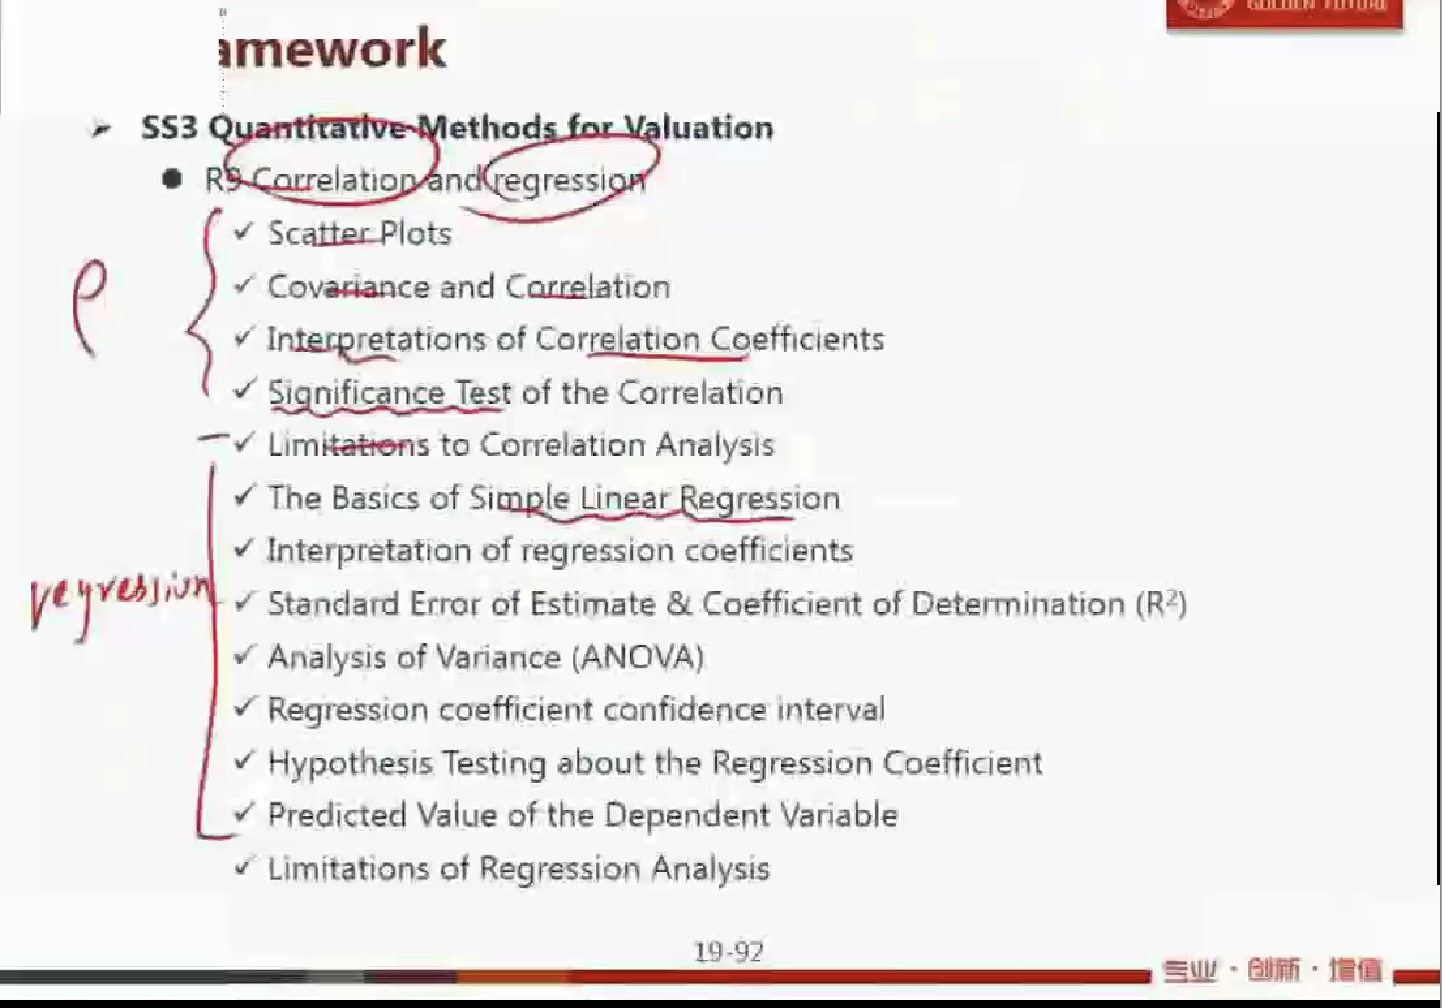 GOLDEN FUTURE
amework
SS3 Quantitative Methods for Valuation
R9 Correlation and regression
✓ Scatter Plots
✓ Covariance and Correlation
✓ Interpretations of Correlation Coefficients
✓ Significance Test of the Correlation
✓ Limitations to Correlation Analysis
✓ The Basics of Simple Linear Regression
✓ Interpretation of regression coefficients
✓ Standard Error of Estimate & Coefficient of Determination (R²)
✓ Analysis of Variance (ANOVA)
✓ Regression coefficient confidence interval
✓ Hypothesis Testing about the Regression Coefficient
✓ Predicted Value of the Dependent Variable
✓ Limitations of Regression Analysis
ρ
regression
19-92
专业 · 创新 · 增值